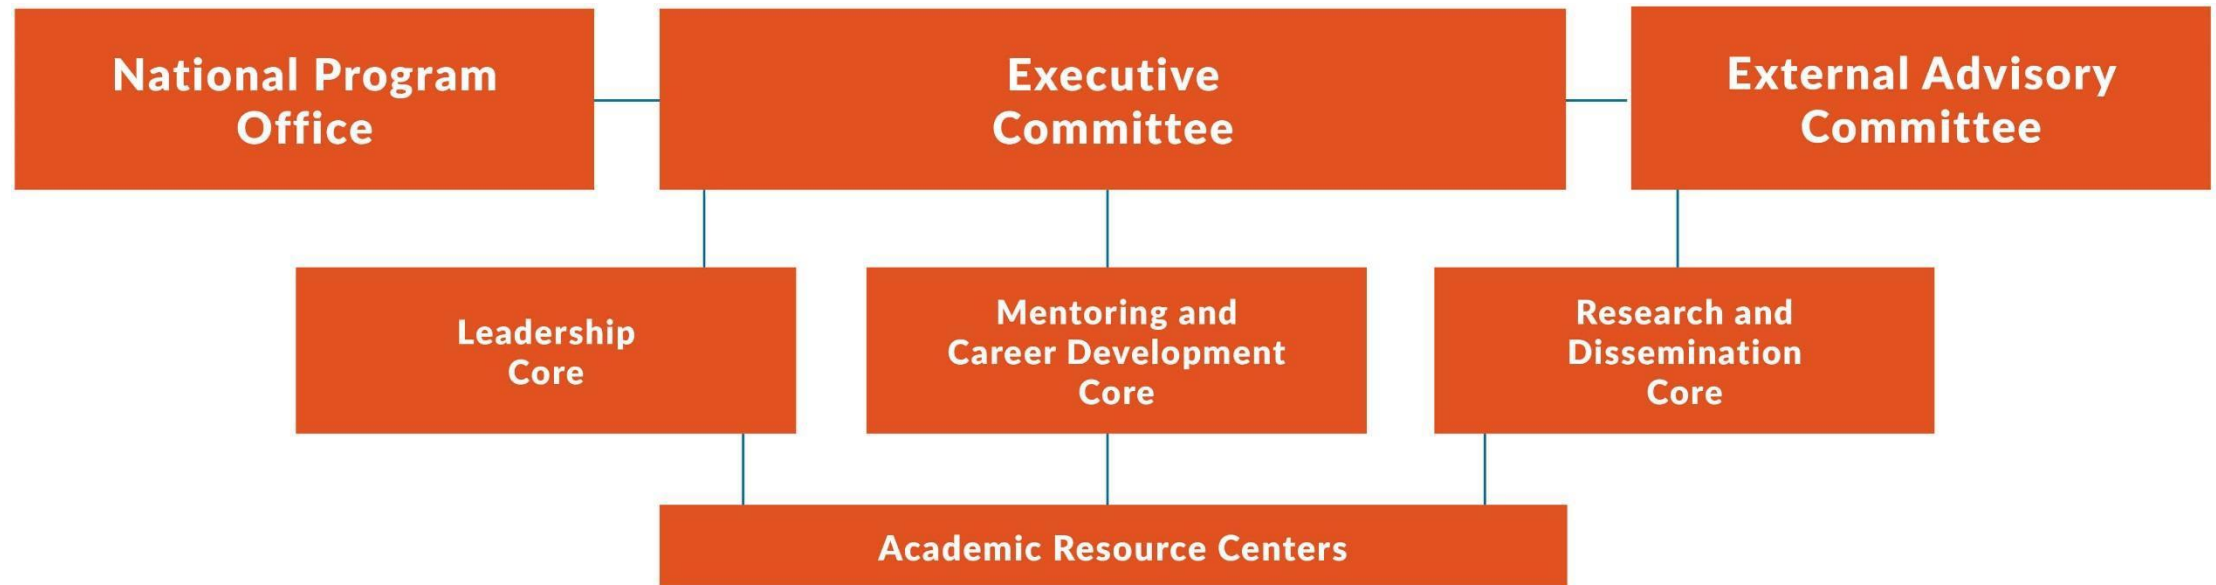 National Program
Office
Executive
Committee
External Advisory
Committee
Leadership
Core
Mentoring and
Career Development
Core
Research and
Dissemination
Core
Academic Resource Centers